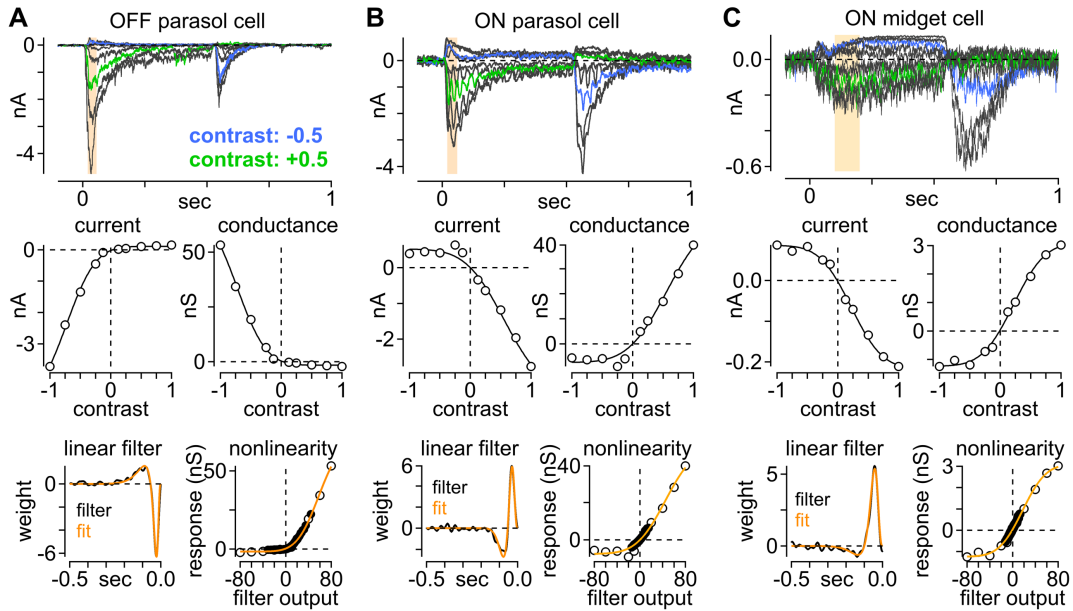 A OFF parasol cell
0
nA
-4
contrast: -0.5
contrast: +0.5
0 sec 1
current conductance
0
nA
-3
50
nS
0
-1 0 1
contrast
-1 0 1
contrast
linear filter nonlinearity
0
weight
-6
filter
fit
-0.5 sec 0.0
response (nS)
50
0
-80 0 80
filter output
B ON parasol cell
0
nA
-4
0 sec 1
current conductance
0
nA
-2
40
nS
0
-1 0 1
contrast
-1 0 1
contrast
linear filter nonlinearity
6
weight
0
filter
fit
-0.5 sec 0.0
response (nS)
40
0
-80 0 80
filter output
C ON midget cell
0.0
nA
-0.6
0 sec 1
current conductance
0.0
nA
-0.2
3
nS
0
-1 0 1
contrast
-1 0 1
contrast
linear filter nonlinearity
5
weight
0
filter
fit
-0.5 sec 0.0
response (nS)
3
0
-80 0 80
filter output